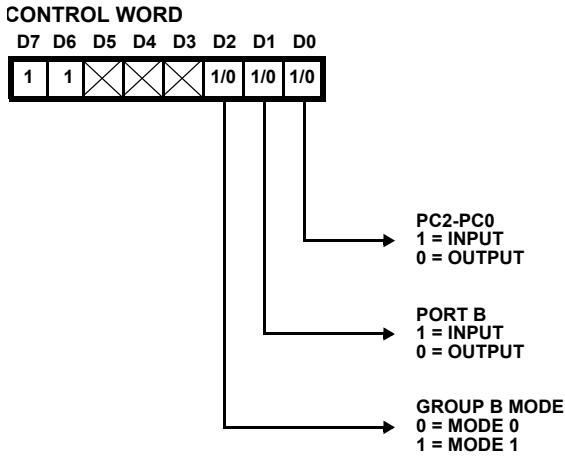 CONTROL WORD
D7 D6 D5 D4 D3 D2 D1 D0
1 1 1/0 1/0 1/0
PC2-PC0
1 = INPUT
0 = OUTPUT
PORT B
1 = INPUT
0 = OUTPUT
GROUP B MODE
0 = MODE 0
1 = MODE 1